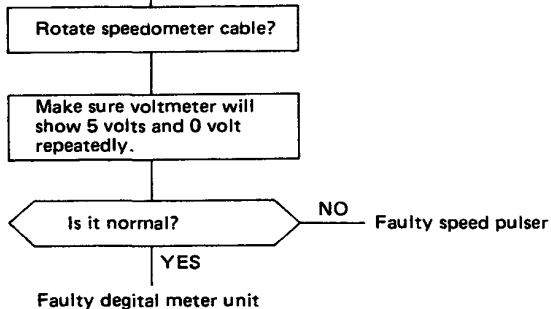 Rotate speedometer cable?
Make sure voltmeter will
show 5 volts and 0 volt
repeatedly.
Is it normal?
NO
Faulty speed pulser
YES
Faulty degital meter unit